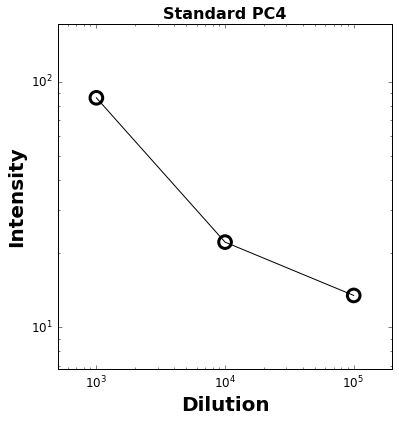 Standard PC4
10²
10¹
Intensity
10³ 10⁴ 10⁵
Dilution